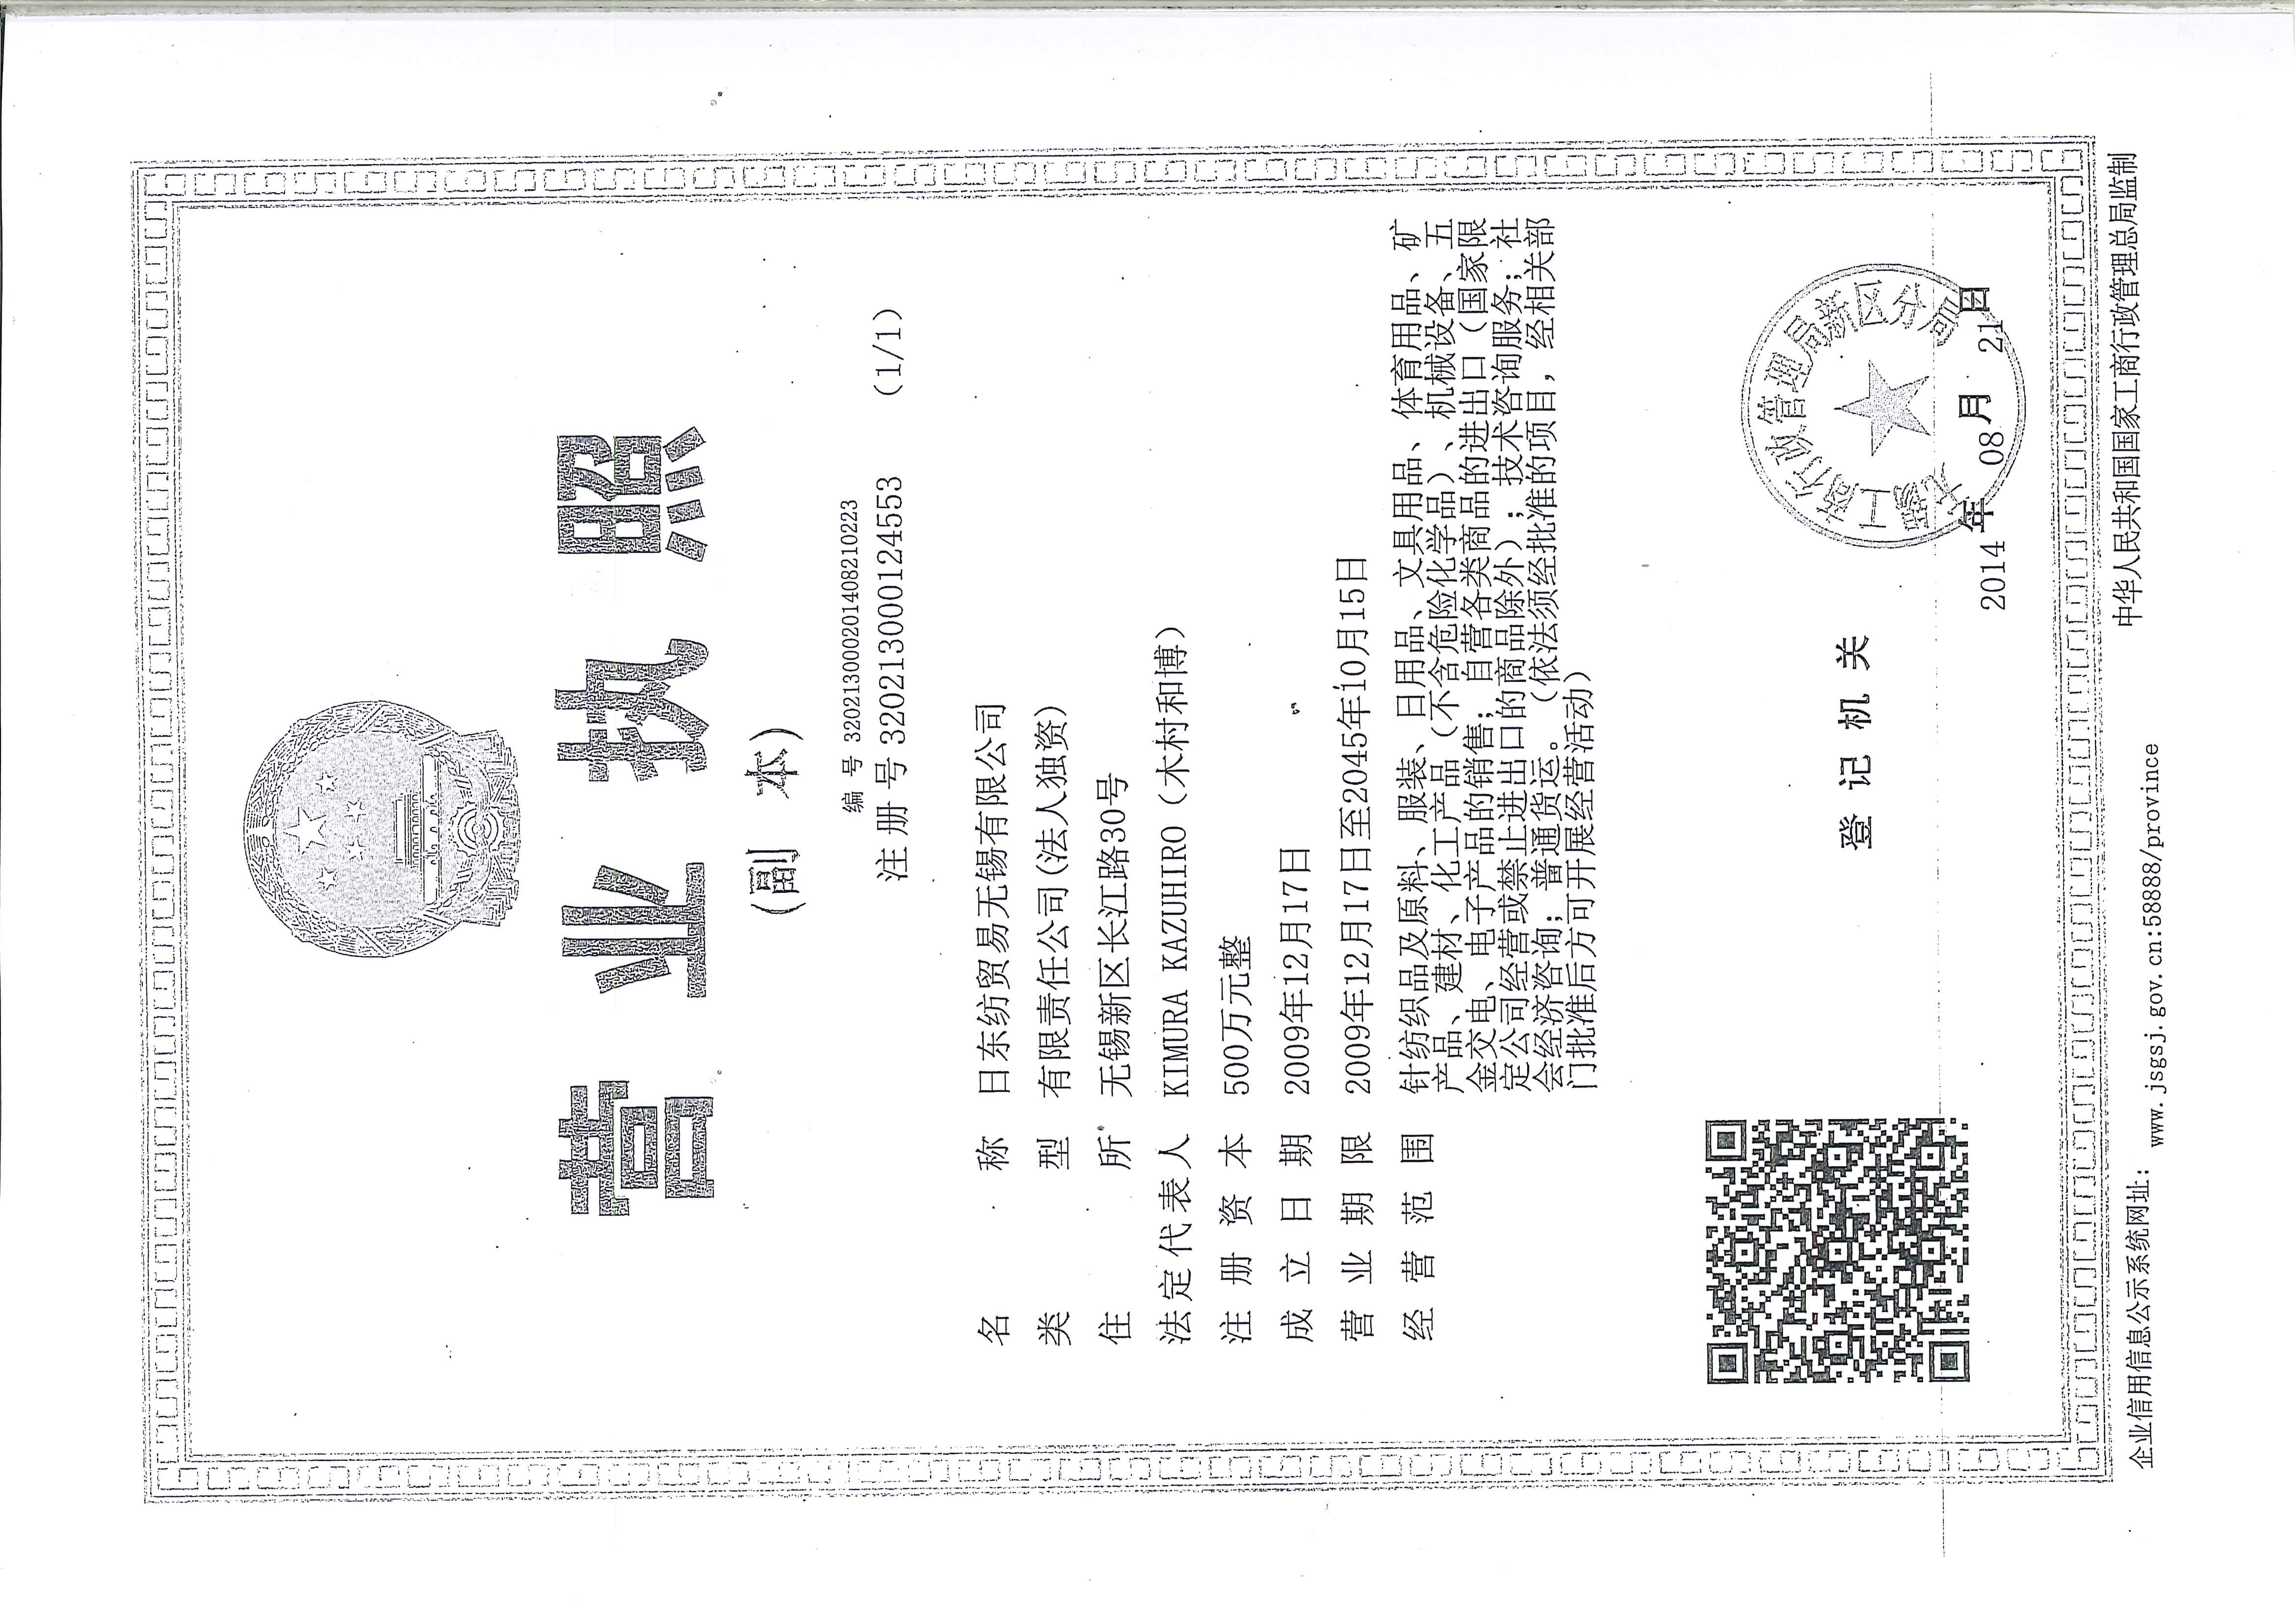 营业执照
(副 本)
编 号 320213000201408210223
注 册 号 320213000124553 (1/1)
名 称 日东纺贸易无锡有限公司
类 型 有限责任公司(法人独资)
住 所 无锡新区长江路30号
法定代表人 KIMURA KAZUHIRO (木村和博)
注 册 资 本 500万元整
成 立 日 期 2009年12月17日
营 业 期 限 2009年12月17日至2045年10月15日
经 营 范 围 针纺织品及原料、服装、日用品、文具用品、体育用品、矿
产品、建材、化工产品(不含危险化学品)、机械设备、五
金交电、电子产品的销售;自营各类商品的进出口(国家限
定公司经营或禁止进出口的商品除外);技术咨询服务;社
会经济咨询;普通货运。(依法须经批准的项目,经相关部
门批准后方可开展经营活动)
登 记 机 关
无锡工商行政管理局新区分局
2014 年 08 月 21 日
企业信用信息公示系统网址: www.jsgsj.gov.cn:58888/province
中华人民共和国国家工商行政管理总局监制